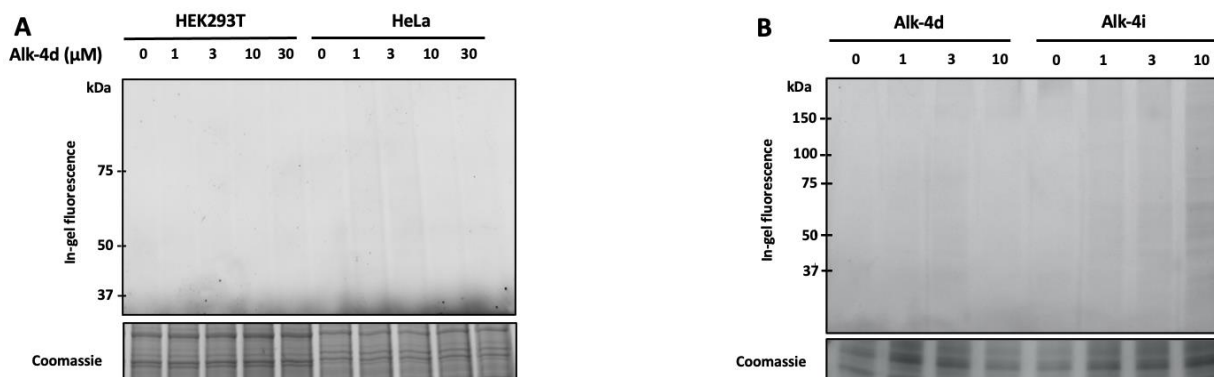 A
HEK293T HeLa
Alk-4d (μM) 0 1 3 10 30 0 1 3 10 30
kDa
75
50
37
In-gel fluorescence
Coomassie
B
Alk-4d Alk-4i
0 1 3 10 0 1 3 10
kDa
150
100
75
37
In-gel fluorescence
Coomassie